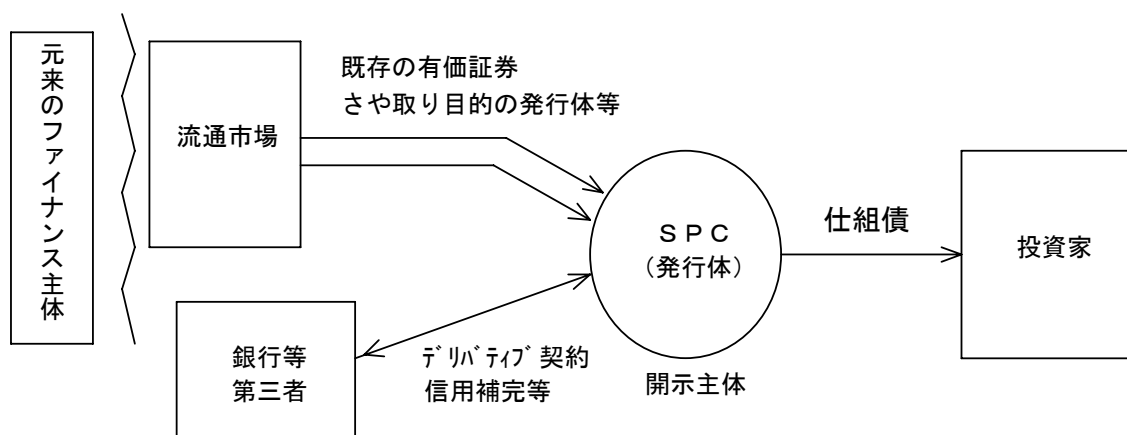 元来のファイナンス主体
流通市場
既存の有価証券
さや取り目的の発行体等
ＳＰＣ
（発行体）
開示主体
仕組債
投資家
銀行等
第三者
ﾃﾞﾘﾊﾞﾃｨﾌﾞ契約
信用補完等